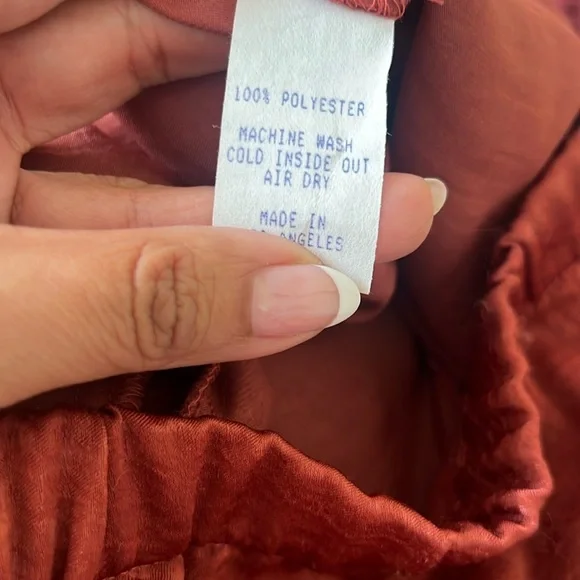 100% POLYESTER
MACHINE WASH
COLD INSIDE OUT
AIR DRY
MADE IN
ANGELES